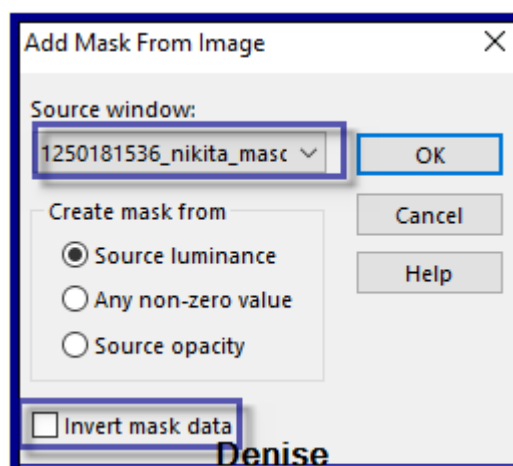 Add Mask From Image
Source window:
1250181536_nikita_masc
OK
Create mask from
Cancel
Source luminance
Help
Any non-zero value
Source opacity
Invert mask data
Denise